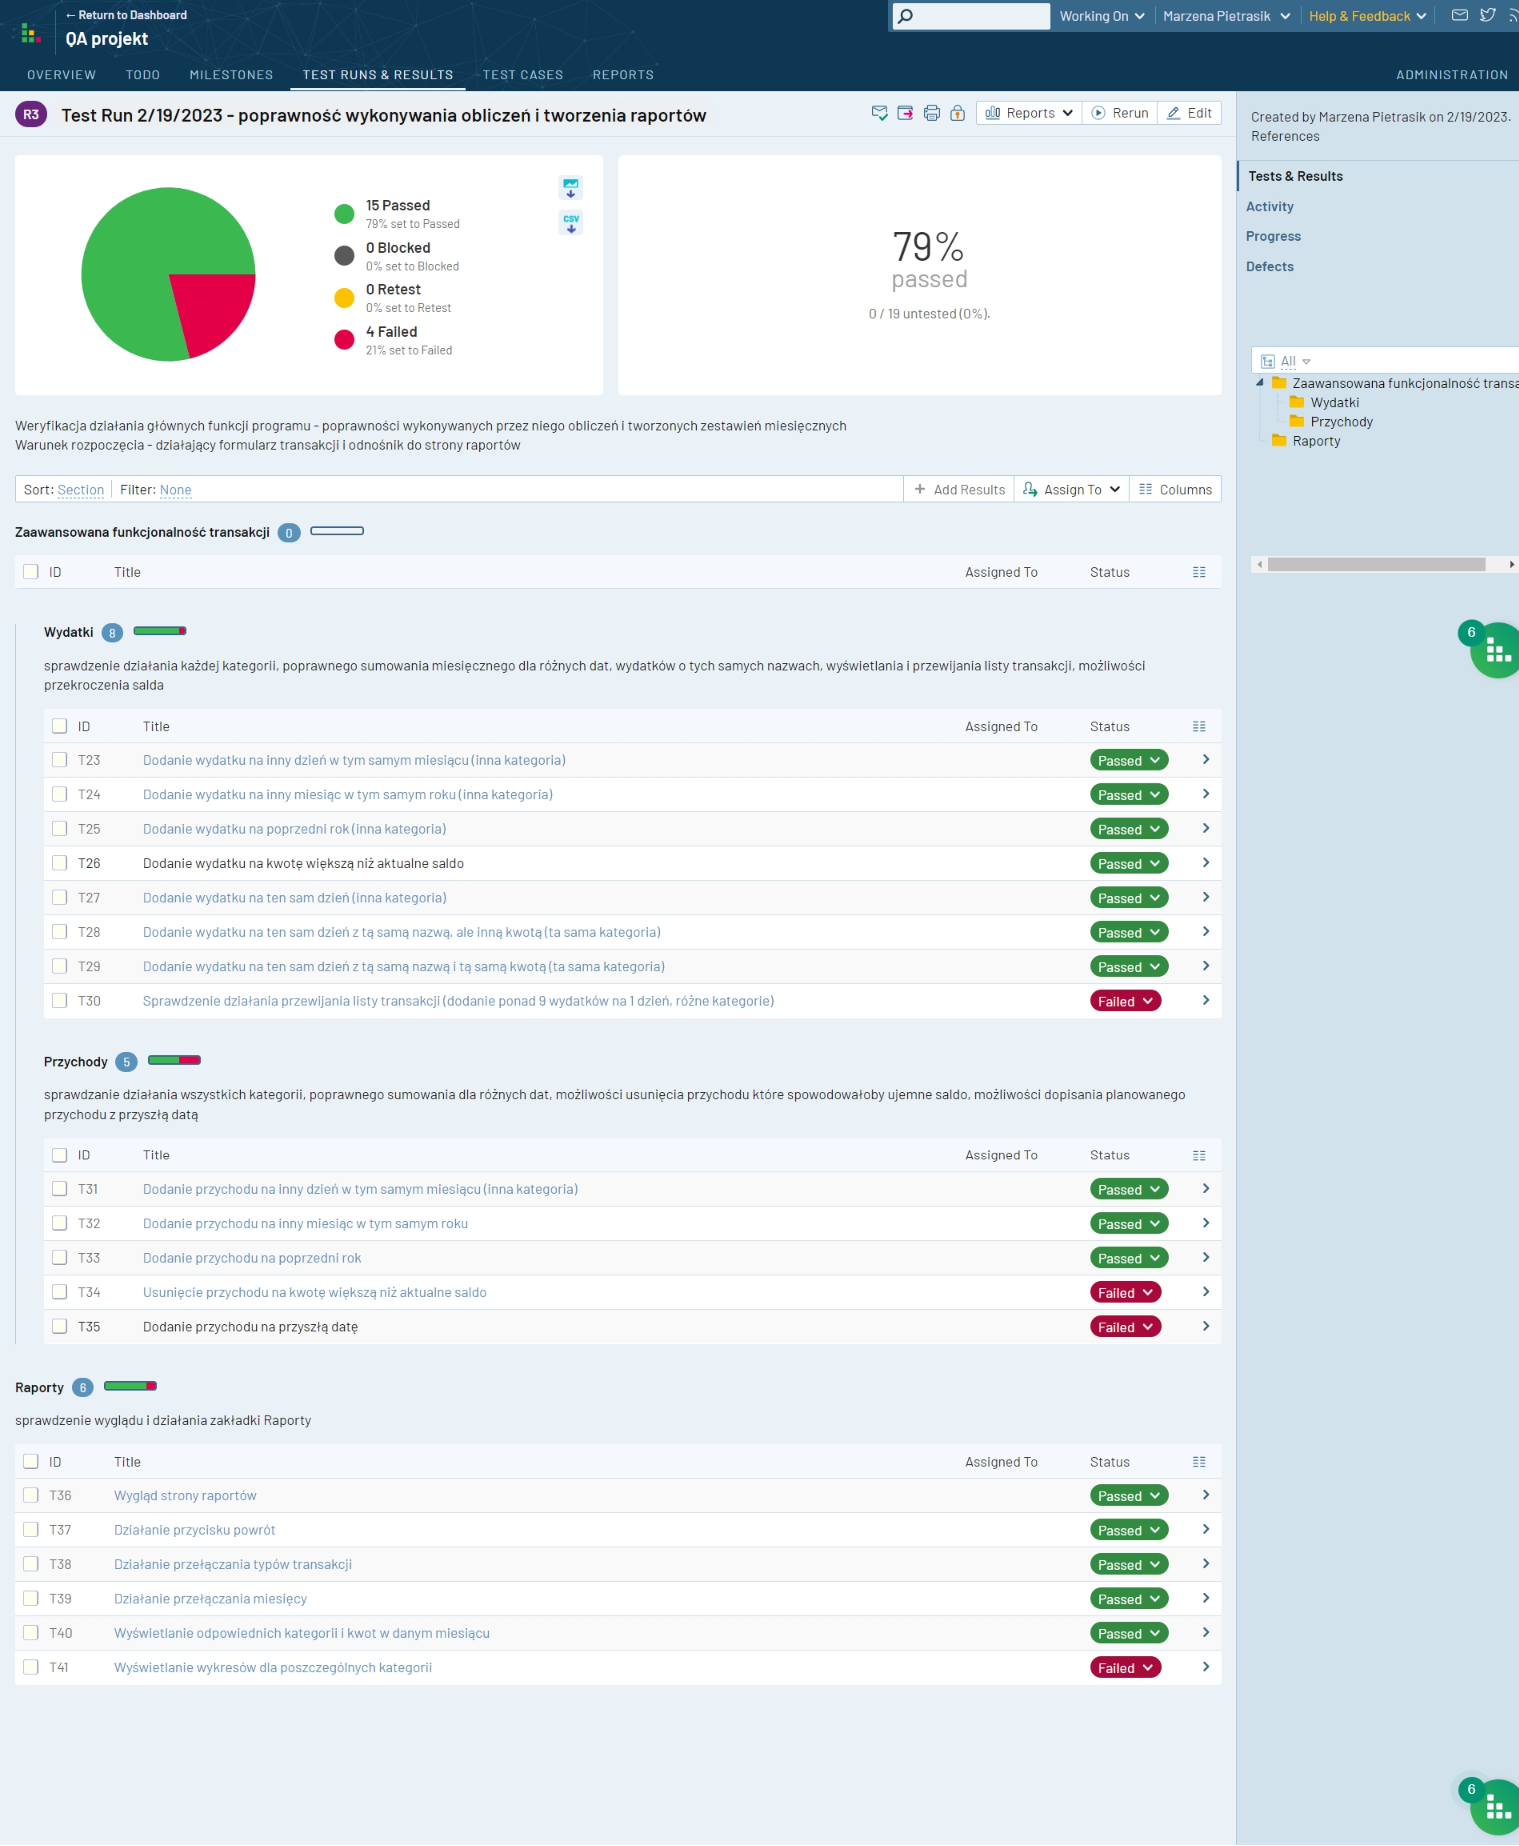 ← Return to Dashboard
QA projekt
Working On
Marzena Pietrasik
Help & Feedback
OVERVIEW
TODO
MILESTONES
TEST RUNS & RESULTS
TEST CASES
REPORTS
ADMINISTRATION
R3
Test Run 2/19/2023 - poprawność wykonywania obliczeń i tworzenia raportów
Reports
Rerun
Edit
Created by Marzena Pietrasik on 2/19/2023.
References
Tests & Results
Activity
Progress
Defects
15 Passed
79% set to Passed
0 Blocked
0% set to Blocked
0 Retest
0% set to Retest
4 Failed
21% set to Failed
CSV
79%
passed
0 / 19 untested (0%).
All
Zaawansowana funkcjonalność transa
Wydatki
Przychody
Raporty
Weryfikacja działania głównych funkcji programu - poprawności wykonywanych przez niego obliczeń i tworzonych zestawień miesięcznych
Warunek rozpoczęcia - działający formularz transakcji i odnośnik do strony raportów
Sort: Section
Filter: None
Add Results
Assign To
Columns
Zaawansowana funkcjonalność transakcji 0
ID Title Assigned To Status
Wydatki 8
sprawdzenie działania każdej kategorii, poprawnego sumowania miesięcznego dla różnych dat, wydatków o tych samych nazwach, wyświetlania i przewijania listy transakcji, możliwości
przekroczenia salda
ID Title Assigned To Status
T23 Dodanie wydatku na inny dzień w tym samym miesiącu (inna kategoria) Passed
T24 Dodanie wydatku na inny miesiąc w tym samym roku (inna kategoria) Passed
T25 Dodanie wydatku na poprzedni rok (inna kategoria) Passed
T26 Dodanie wydatku na kwotę większą niż aktualne saldo Passed
T27 Dodanie wydatku na ten sam dzień (inna kategoria) Passed
T28 Dodanie wydatku na ten sam dzień z tą samą nazwą, ale inną kwotą (ta sama kategoria) Passed
T29 Dodanie wydatku na ten sam dzień z tą samą nazwą i tą samą kwotą (ta sama kategoria) Passed
T30 Sprawdzenie działania przewijania listy transakcji (dodanie ponad 9 wydatków na 1 dzień, różne kategorie) Failed
Przychody 5
sprawdzanie działania wszystkich kategorii, poprawnego sumowania dla różnych dat, możliwości usunięcia przychodu które spowodowałoby ujemne saldo, możliwości dopisania planowanego
przychodu z przyszłą datą
ID Title Assigned To Status
T31 Dodanie przychodu na inny dzień w tym samym miesiącu (inna kategoria) Passed
T32 Dodanie przychodu na inny miesiąc w tym samym roku Passed
T33 Dodanie przychodu na poprzedni rok Passed
T34 Usunięcie przychodu na kwotę większą niż aktualne saldo Failed
T35 Dodanie przychodu na przyszłą datę Failed
Raporty 6
sprawdzenie wyglądu i działania zakładki Raporty
ID Title Assigned To Status
T36 Wygląd strony raportów Passed
T37 Działanie przycisku powrót Passed
T38 Działanie przełączania typów transakcji Passed
T39 Działanie przełączania miesięcy Passed
T40 Wyświetlanie odpowiednich kategorii i kwot w danym miesiącu Passed
T41 Wyświetlanie wykresów dla poszczególnych kategorii Failed
6
6